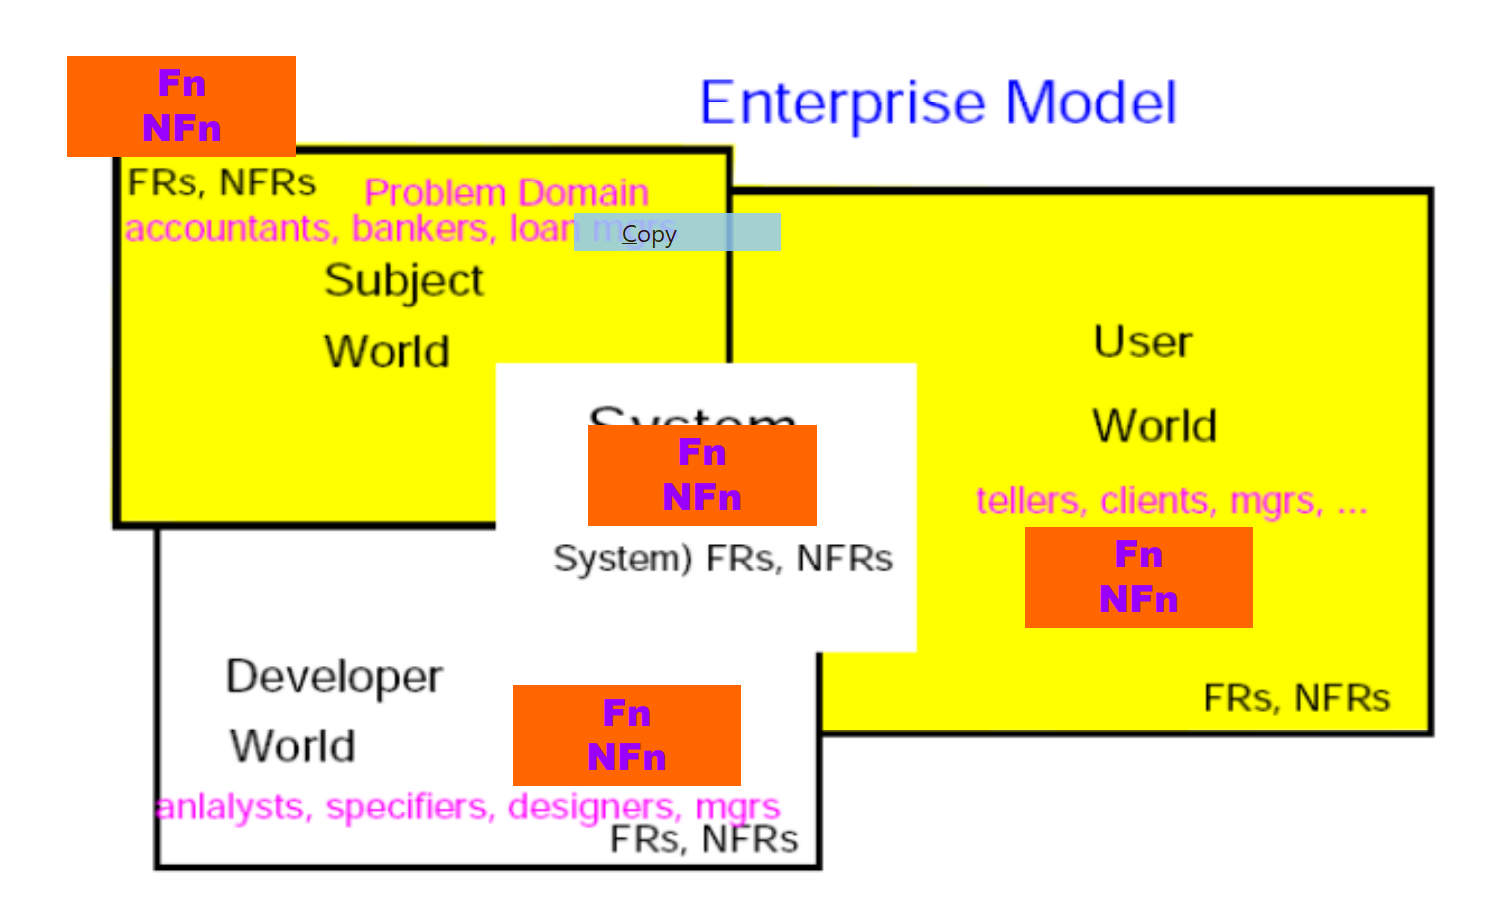 Fn
NFn
Enterprise Model
FRs, NFRs
Problem Domain
accountants, bankers, loan mgrs
Copy
Subject
World
User
World
System
Fn
NFn
tellers, clients, mgrs, ...
System) FRs, NFRs
Fn
NFn
Developer
World
FRs, NFRs
Fn
NFn
anlalysts, specifiers, designers, mgrs
FRs, NFRs